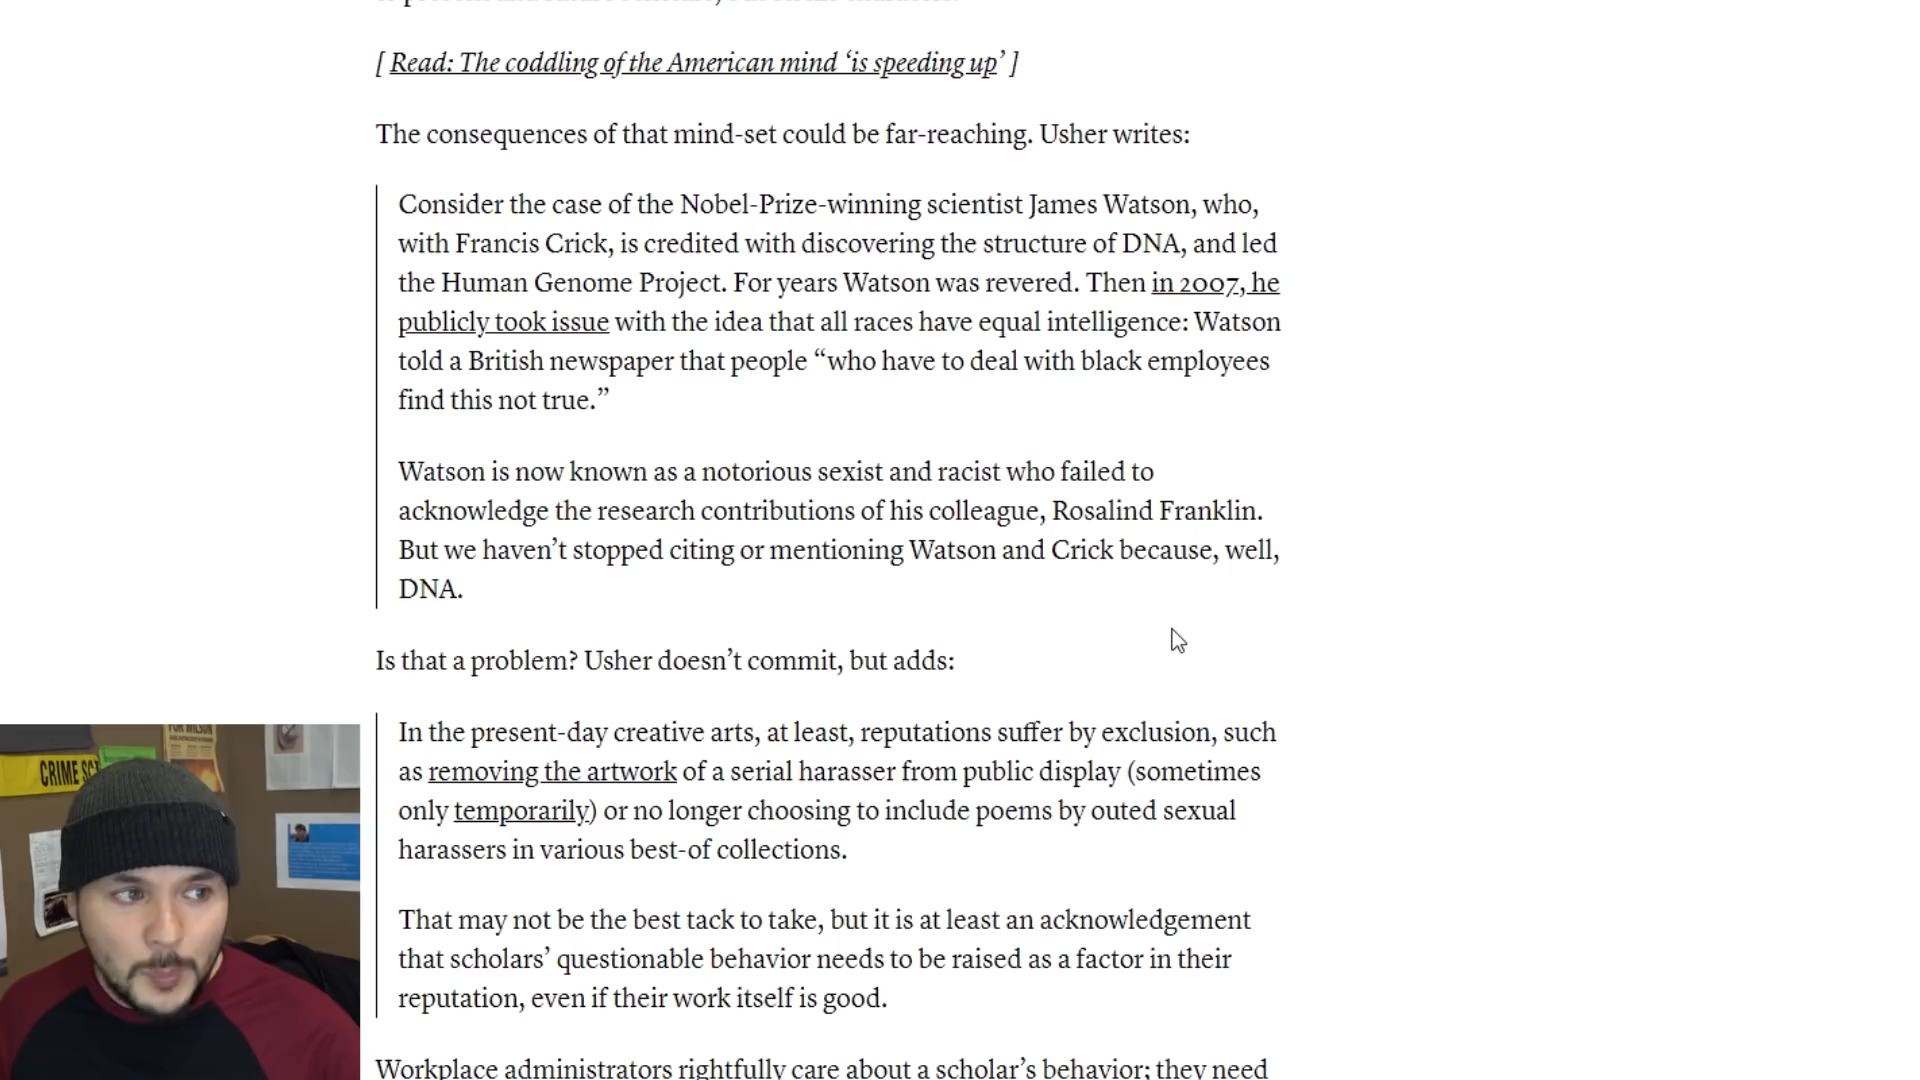 [ Read: The coddling of the American mind ‘is speeding up’ ]
The consequences of that mind-set could be far-reaching. Usher writes:
Consider the case of the Nobel-Prize-winning scientist James Watson, who,
with Francis Crick, is credited with discovering the structure of DNA, and led
the Human Genome Project. For years Watson was revered. Then in 2007, he
publicly took issue with the idea that all races have equal intelligence: Watson
told a British newspaper that people “who have to deal with black employees
find this not true.”
Watson is now known as a notorious sexist and racist who failed to
acknowledge the research contributions of his colleague, Rosalind Franklin.
But we haven’t stopped citing or mentioning Watson and Crick because, well,
DNA.
Is that a problem? Usher doesn’t commit, but adds:
In the present-day creative arts, at least, reputations suffer by exclusion, such
as removing the artwork of a serial harasser from public display (sometimes
only temporarily) or no longer choosing to include poems by outed sexual
harassers in various best-of collections.
That may not be the best tack to take, but it is at least an acknowledgement
that scholars’ questionable behavior needs to be raised as a factor in their
reputation, even if their work itself is good.
Workplace administrators rightfully care about a scholar’s behavior; they need
CRIME